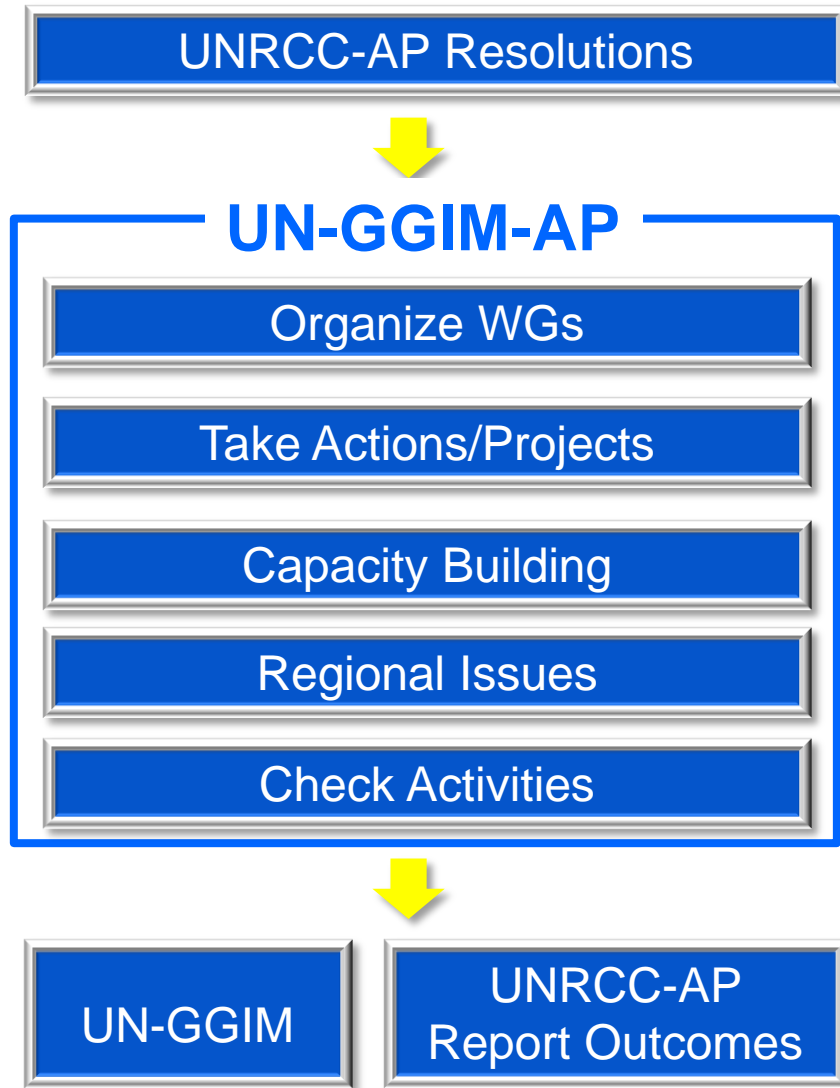 UNRCC-AP Resolutions
UN-GGIM-AP
Organize WGs
Take Actions/Projects
Capacity Building
Regional Issues
Check Activities
UN-GGIM
UNRCC-AP
Report Outcomes